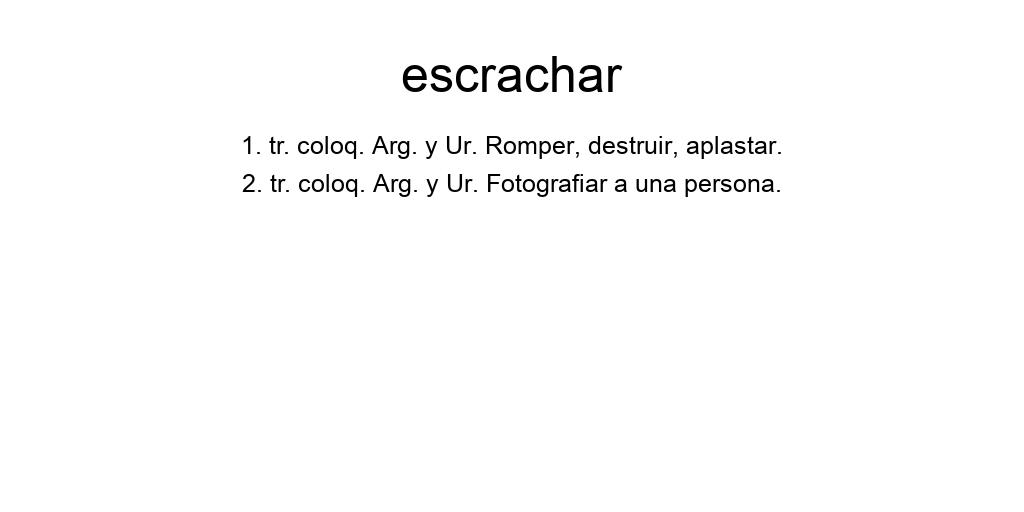 escrachar
1. tr. coloq. Arg. y Ur. Romper, destruir, aplastar.
2. tr. coloq. Arg. y Ur. Fotografiar a una persona.